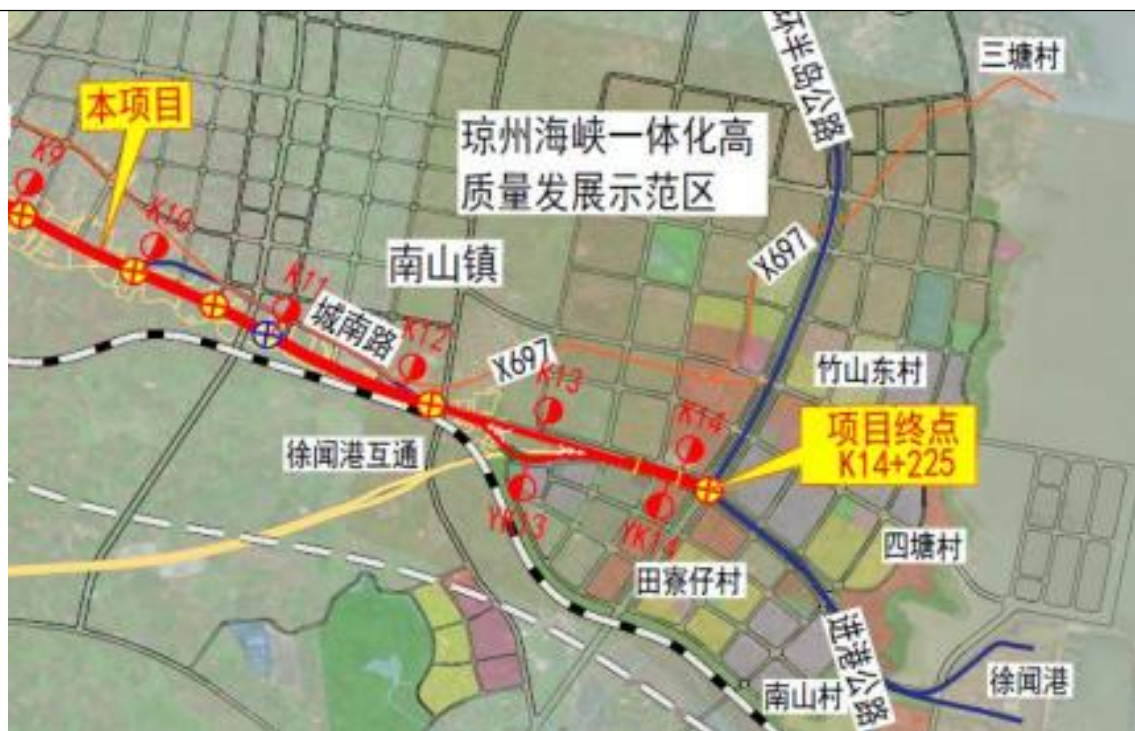 环半岛公路
三塘村
本项目
琼州海峡一体化高
质量发展示范区
K9
K10
X697
南山镇
K11
城南路
K12
X697
K13
竹山东村
K14
项目终点
K14+225
徐闻港互通
YK13
YK14
四塘村
田寮仔村
进港公路
南山村
徐闻港